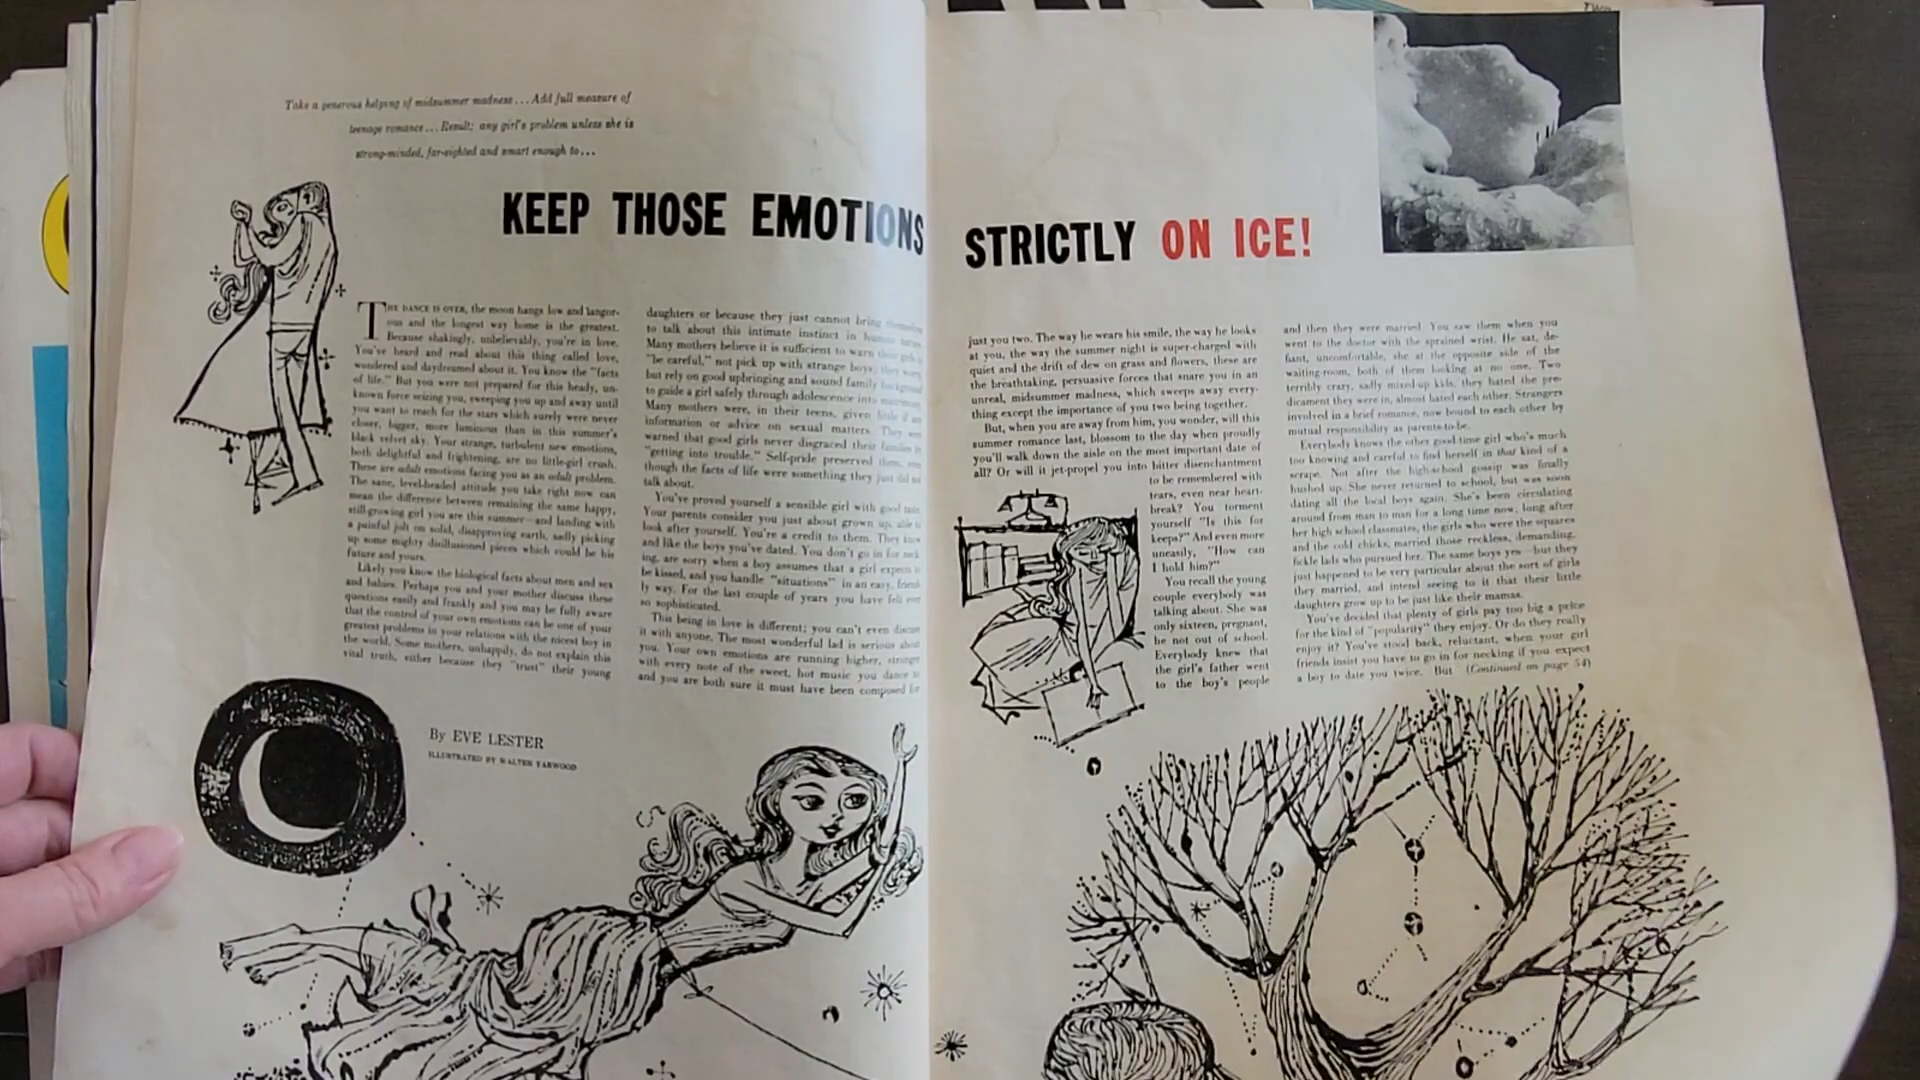 Take a generous helping of midsummer madness...Add full measure of
teenage romance...Result: any girl's problem unless she is
strong-minded, far-sighted and smart enough to...
KEEP THOSE EMOTIONS STRICTLY ON ICE!
THE DANCE IS OVER, the moon hangs low and langor-
ous and the longest way home is the greatest.
Because shakingly, unbelievably, you're in love.
You've heard and read about this thing called love,
wondered and daydreamed about it. You know the "facts
of life." But you were not prepared for this heady, un-
known force seizing you, sweeping you up and away until
you want to reach for the stars which surely were never
closer, bigger, more luminous than in this summer's
black velvet sky. Your strange, turbulent new emotions,
both delightful and frightening, are no little-girl crush.
These are adult emotions facing you as an adult problem.
The sane, level-headed attitude you take right now can
mean the difference between remaining the same happy,
still-growing girl you are this summer—and landing with
a painful jolt on solid, disapproving earth, sadly picking
up some mighty disillusioned pieces which could be his
future and yours.
Likely you know the biological facts about men and sex
and babies. Perhaps you and your mother discuss these
questions easily and frankly and you may be fully aware
that the control of your own emotions can be one of your
greatest problems in your relations with the nicest boy in
the world. Some mothers, unhappily, do not explain this
vital truth, either because they "trust" their young
daughters or because they just cannot bring themselves
to talk about this intimate instinct in human
Many mothers believe it is sufficient to warn their girls to
"be careful," not pick up with strange boys;
but rely on good upbringing and sound family background
to guide a girl safely through adolescence into
Many mothers were, in their teens, given little if any
information or advice on sexual matters. They were
warned that good girls never disgraced their families by
"getting into trouble." Self-pride preserved them, even
though the facts of life were something they just did not
talk about.
You've proved yourself a sensible girl with good
Your parents consider you just about grown up, able to
look after yourself. You're a credit to them. They know
and like the boys you've dated. You don't go in for neck-
ing, are sorry when a boy assumes that a girl expects to
be kissed, and you handle "situations" in an easy, friend-
ly way. For the last couple of years you have felt ever
so sophisticated.
This being in love is different; you can't even discuss
it with anyone. The most wonderful lad is serious about
you. Your own emotions are running higher, stronger
with every note of the sweet, hot music you dance to
and you are both sure it must have been composed for
By EVE LESTER
ILLUSTRATED BY WALTER YARWOOD
just you two. The way he wears his smile, the way he looks
at you, the way the summer night is super-charged with
quiet and the drift of dew on grass and flowers, these are
the breathtaking, persuasive forces that snare you in an
unreal, midsummer madness, which sweeps away every-
thing except the importance of you two being together.
But, when you are away from him, you wonder, will this
summer romance last, blossom to the day when proudly
you'll walk down the aisle on the most important date of
all? Or will it jet-propel you into bitter disenchantment
to be remembered with
tears, even near heart-
break? You torment
yourself "Is this for
keeps?" And even more
uneasily, "How can
I hold him?"
You recall the young
couple everybody was
talking about. She was
only sixteen, pregnant,
he not out of school.
Everybody knew that
the girl's father went
to the boy's people
and then they were married. You saw them when you
went to the doctor with the sprained wrist. He sat, de-
fiant, uncomfortable, she at the opposite side of the
waiting-room, both of them looking at no one. Two
terribly crazy, sadly mixed-up kids, they hated the pre-
dicament they were in, almost hated each other. Strangers
involved in a brief romance, now bound to each other by
mutual responsibility as parents-to-be.
Everybody knows the other good-time girl who's much
too knowing and careful to find herself in that kind of a
scrape. Not after the high-school gossip was finally
hushed up. She never returned to school, but was soon
dating all the local boys again. She's been circulating
around from man to man for a long time now, long after
her high school classmates, the girls who were the squares
and the cold chicks, married those reckless, demanding,
fickle lads who pursued her. The same boys yes—but they
just happened to be very particular about the sort of girls
they married, and intend seeing to it that their little
daughters grow up to be just like their mamas.
You've decided that plenty of girls pay too big a price
for the kind of "popularity" they enjoy. Or do they really
enjoy it? You've stood back, reluctant, when your girl
friends insist you have to go in for necking if you expect
a boy to date you twice. But (Continued on page 54)